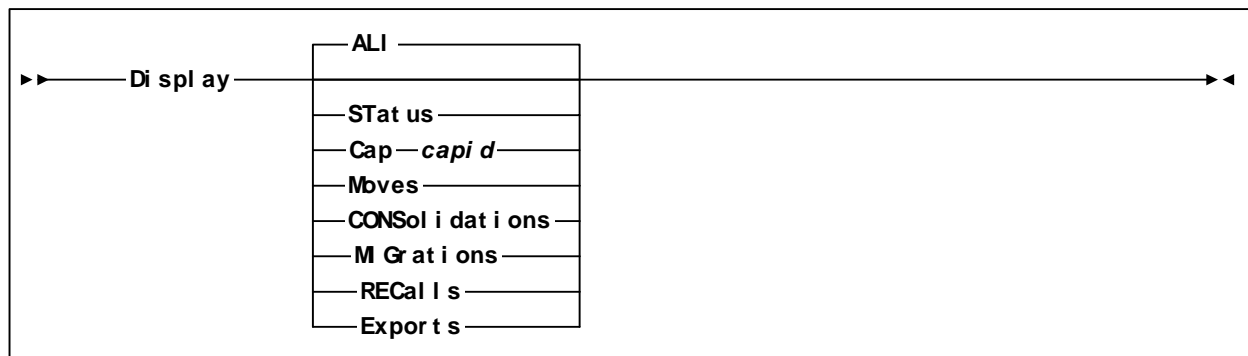 ALl
Display
STatus
Cap capid
Moves
CONSolidations
MIGrations
RECalls
Exports